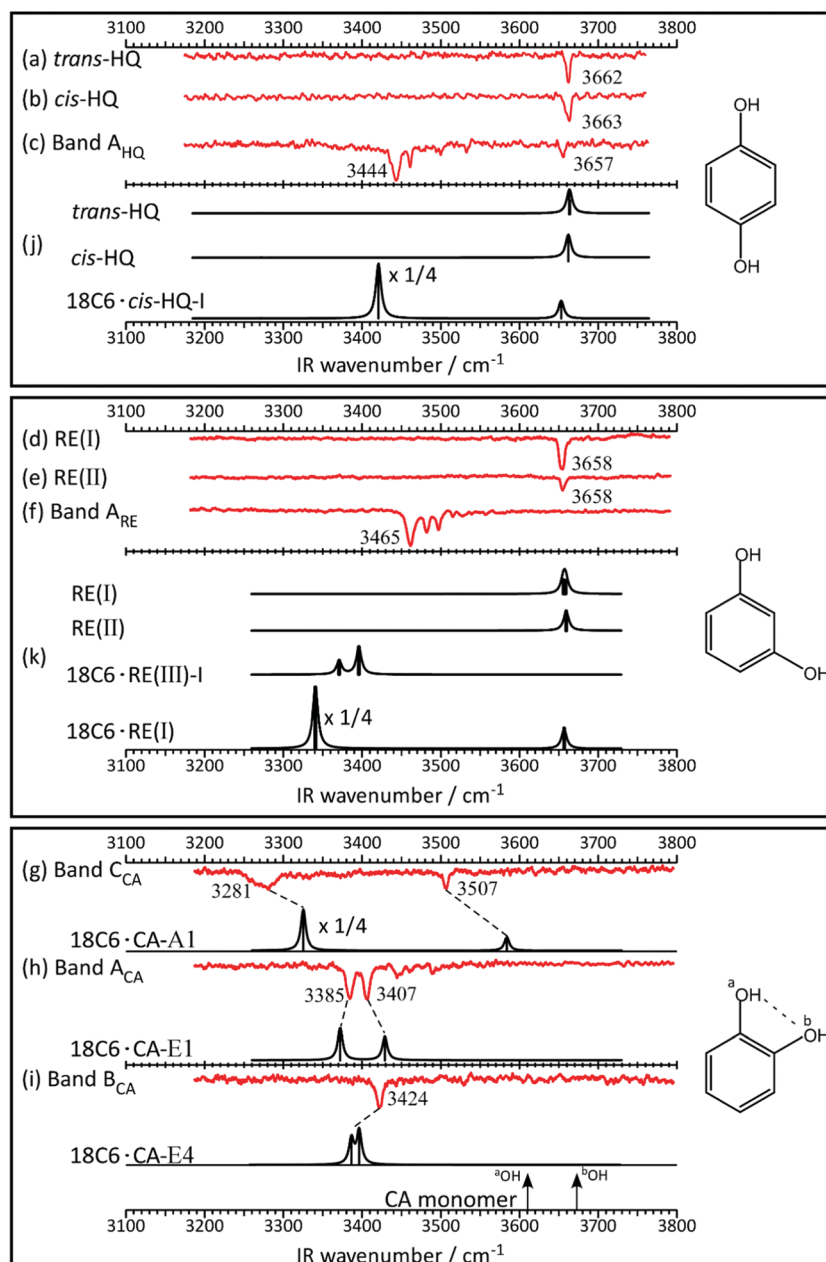 3100 3200 3300 3400 3500 3600 3700 3800
(a) trans-HQ
3662
(b) cis-HQ
3663
(c) Band A_HQ
3444
3657
OH
OH
trans-HQ
(j)
cis-HQ
x 1/4
18C6·cis-HQ-I
3100 3200 3300 3400 3500 3600 3700 3800
IR wavenumber / cm⁻¹
3100 3200 3300 3400 3500 3600 3700 3800
(d) RE(I)
3658
(e) RE(II)
3658
(f) Band A_RE
3465
OH
OH
RE(I)
RE(II)
(k)
18C6·RE(III)-I
x 1/4
18C6·RE(I)
3100 3200 3300 3400 3500 3600 3700 3800
IR wavenumber / cm⁻¹
3100 3200 3300 3400 3500 3600 3700 3800
(g) Band C_CA
3281
3507
x 1/4
18C6·CA-A1
(h) Band A_CA
3385
3407
a
OH
b
OH
18C6·CA-E1
(i) Band B_CA
3424
18C6·CA-E4
ᵃOH
ᵇOH
CA monomer
3100 3200 3300 3400 3500 3600 3700 3800
IR wavenumber / cm⁻¹